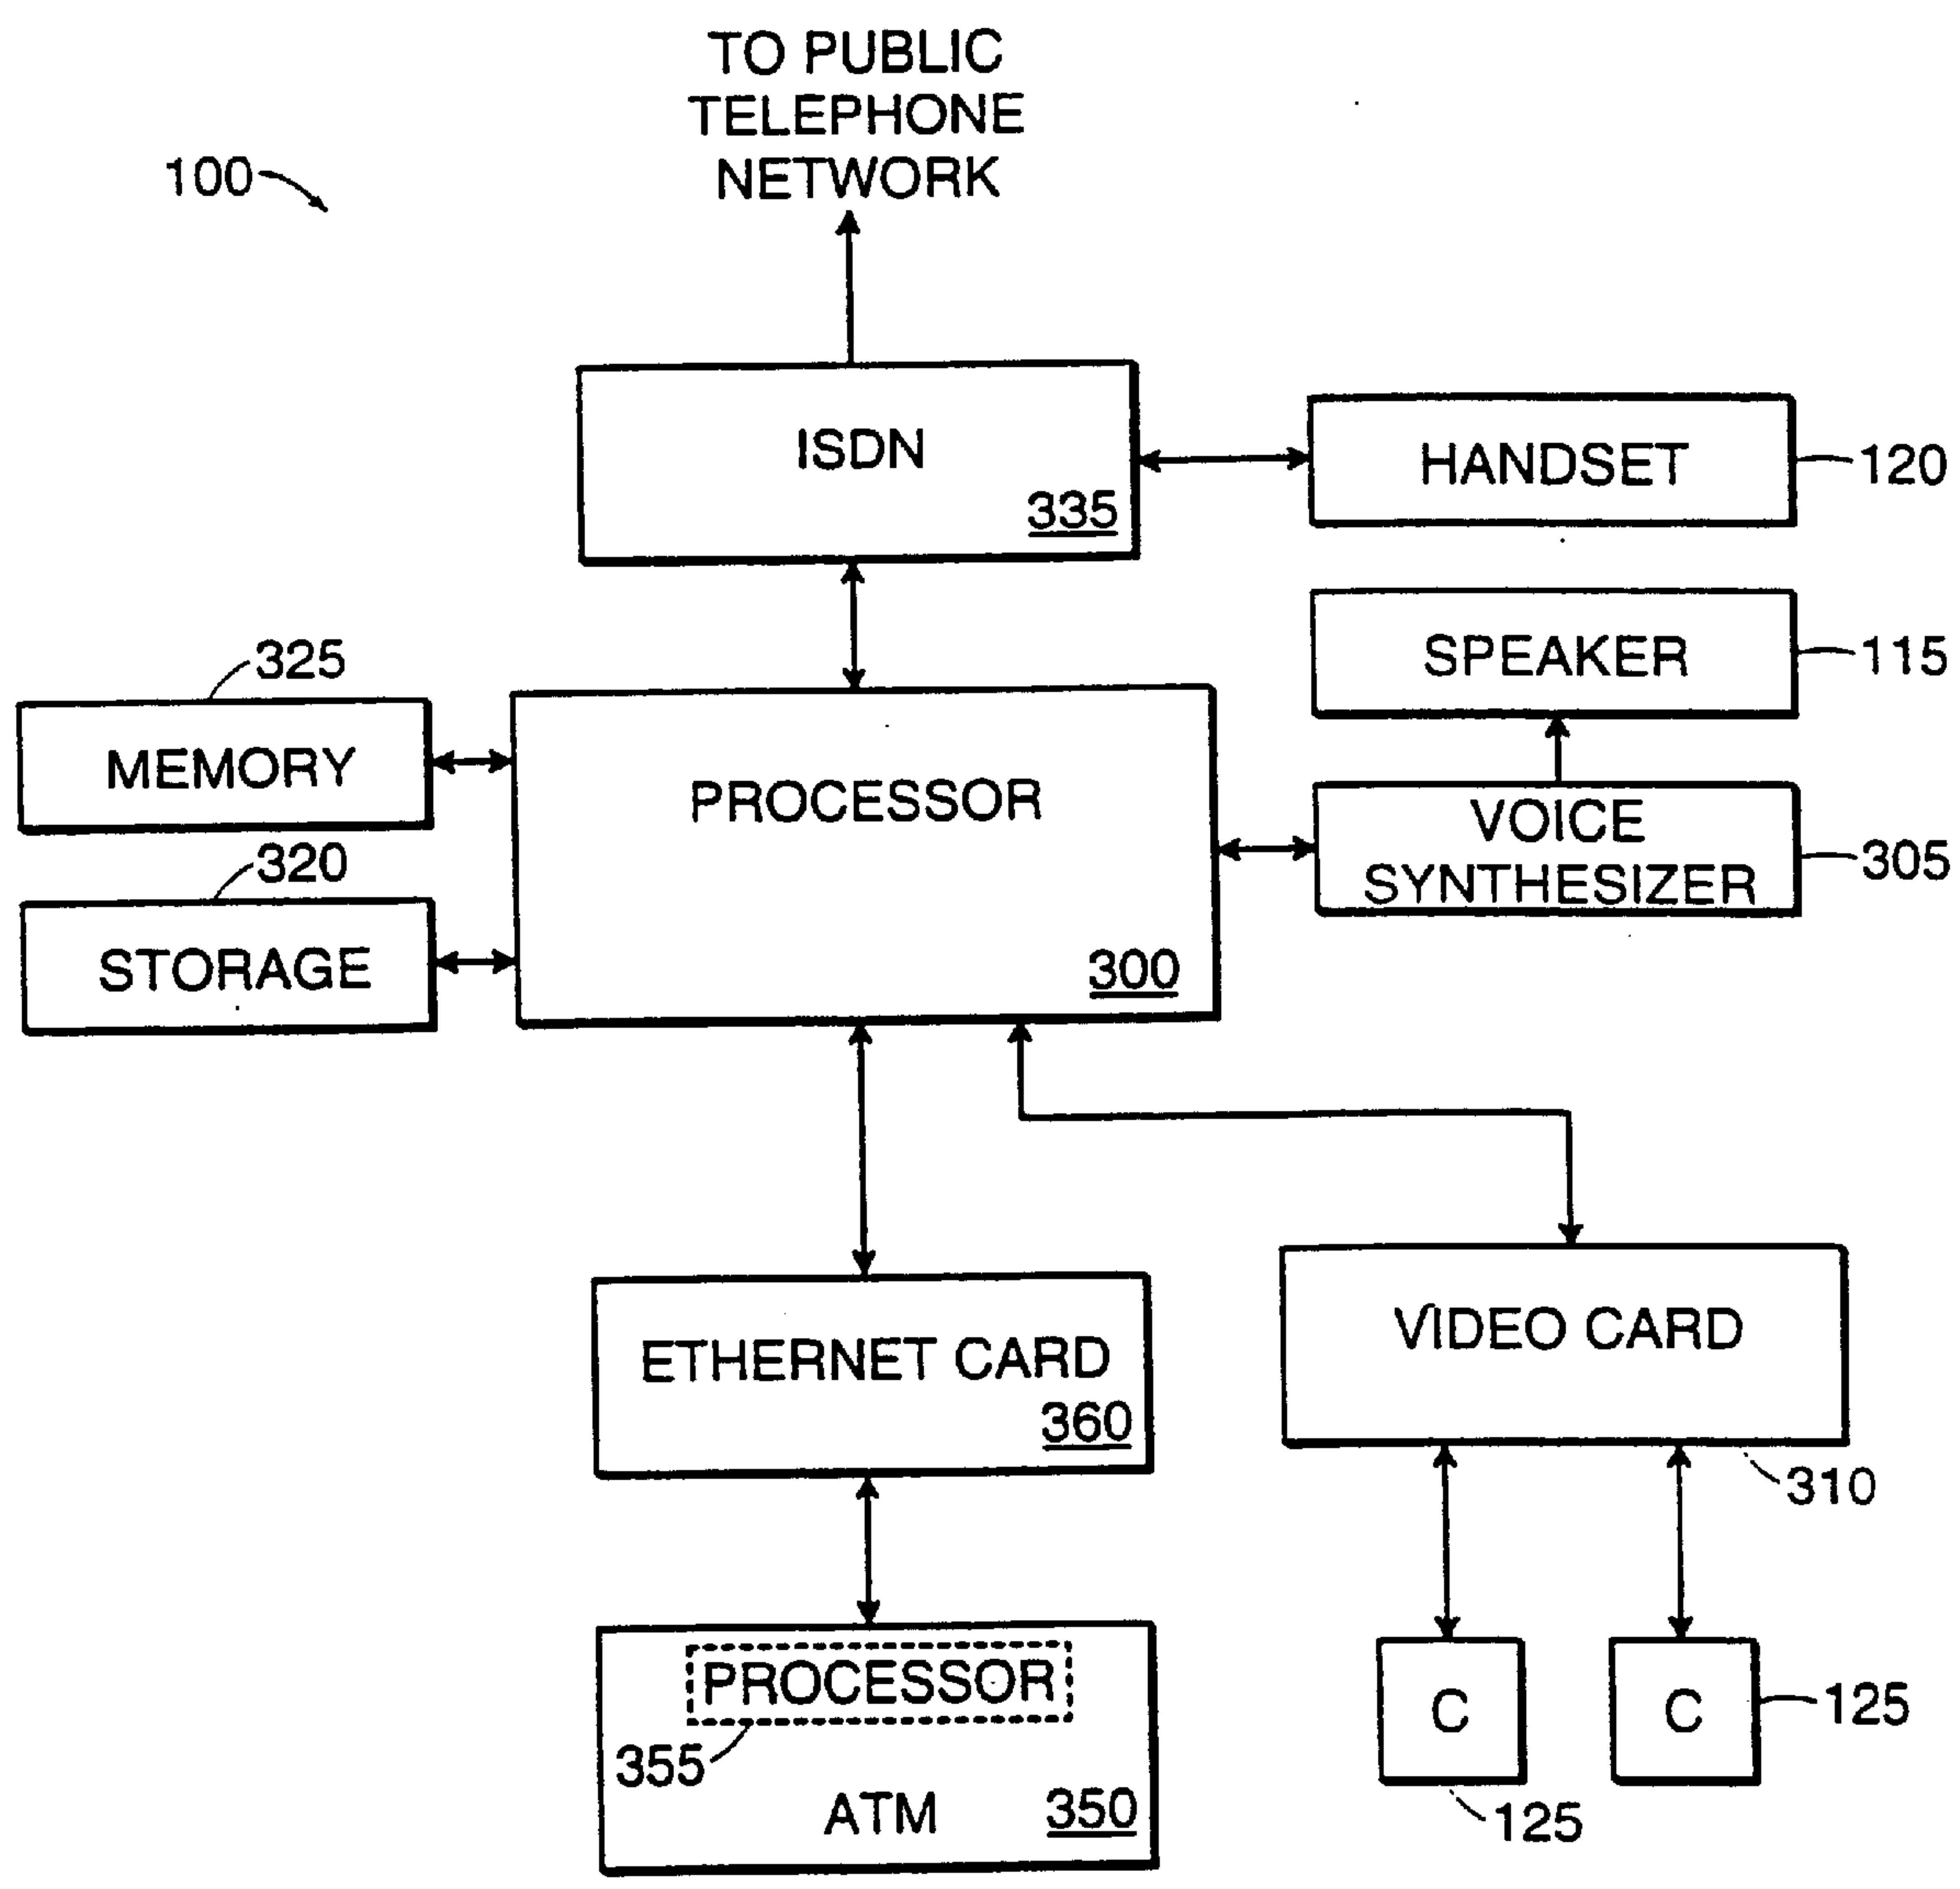 TO PUBLIC
TELEPHONE
NETWORK
100
ISDN
335
HANDSET
120
SPEAKER
115
325
MEMORY
PROCESSOR
300
VOICE
SYNTHESIZER
305
320
STORAGE
ETHERNET CARD
360
VIDEO CARD
310
PROCESSOR
355
ATM
350
C
125
C
125